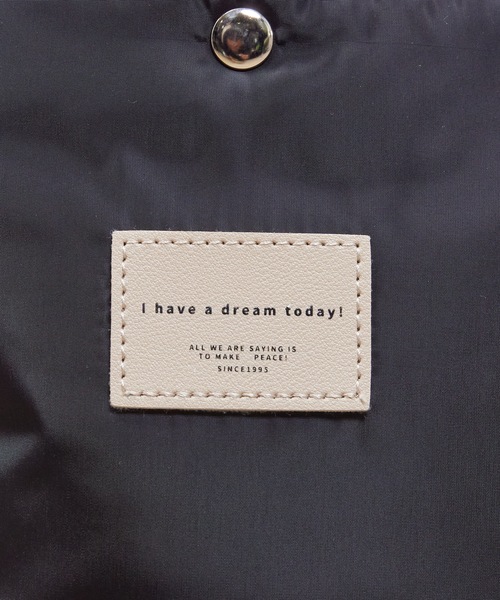 I have a dream today!
ALL WE ARE SAYING IS
TO MAKE PEACE!
SINCE1995